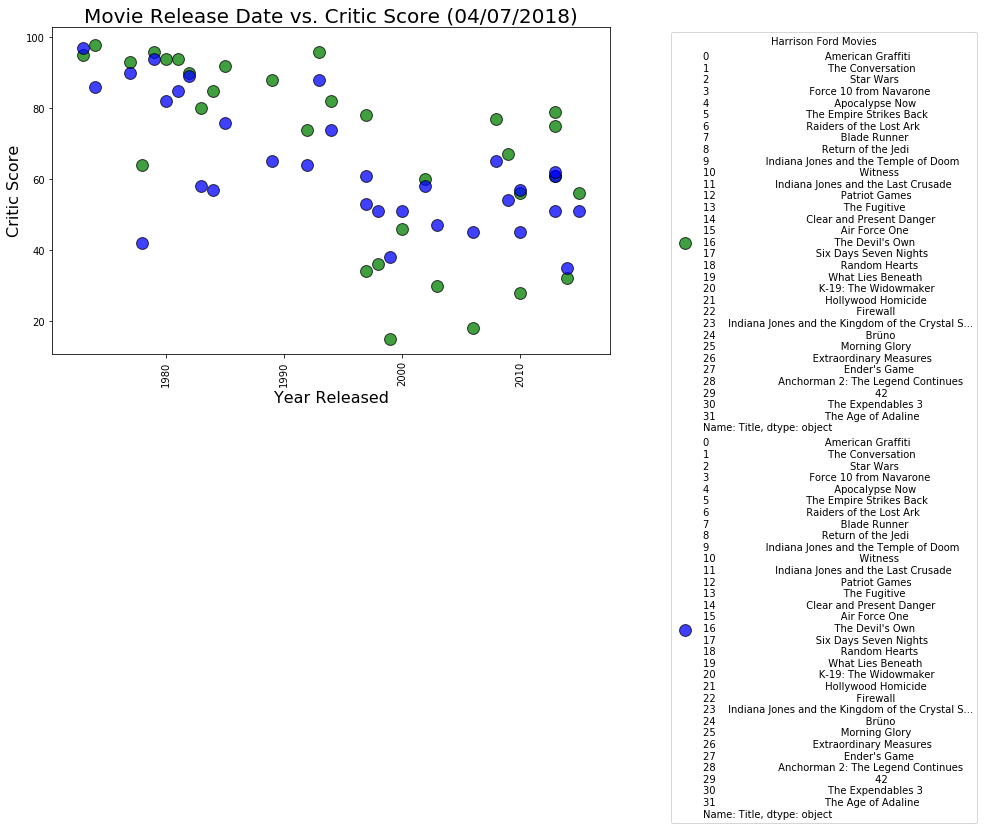 Movie Release Date vs. Critic Score (04/07/2018)
Critic Score
100
80
60
40
20
1980
1990
2000
2010
Year Released
Harrison Ford Movies
0 American Graffiti
1 The Conversation
2 Star Wars
3 Force 10 from Navarone
4 Apocalypse Now
5 The Empire Strikes Back
6 Raiders of the Lost Ark
7 Blade Runner
8 Return of the Jedi
9 Indiana Jones and the Temple of Doom
10 Witness
11 Indiana Jones and the Last Crusade
12 Patriot Games
13 The Fugitive
14 Clear and Present Danger
15 Air Force One
16 The Devil's Own
17 Six Days Seven Nights
18 Random Hearts
19 What Lies Beneath
20 K-19: The Widowmaker
21 Hollywood Homicide
22 Firewall
23 Indiana Jones and the Kingdom of the Crystal S...
24 Brüno
25 Morning Glory
26 Extraordinary Measures
27 Ender's Game
28 Anchorman 2: The Legend Continues
29 42
30 The Expendables 3
31 The Age of Adaline
Name: Title, dtype: object
0 American Graffiti
1 The Conversation
2 Star Wars
3 Force 10 from Navarone
4 Apocalypse Now
5 The Empire Strikes Back
6 Raiders of the Lost Ark
7 Blade Runner
8 Return of the Jedi
9 Indiana Jones and the Temple of Doom
10 Witness
11 Indiana Jones and the Last Crusade
12 Patriot Games
13 The Fugitive
14 Clear and Present Danger
15 Air Force One
16 The Devil's Own
17 Six Days Seven Nights
18 Random Hearts
19 What Lies Beneath
20 K-19: The Widowmaker
21 Hollywood Homicide
22 Firewall
23 Indiana Jones and the Kingdom of the Crystal S...
24 Brüno
25 Morning Glory
26 Extraordinary Measures
27 Ender's Game
28 Anchorman 2: The Legend Continues
29 42
30 The Expendables 3
31 The Age of Adaline
Name: Title, dtype: object